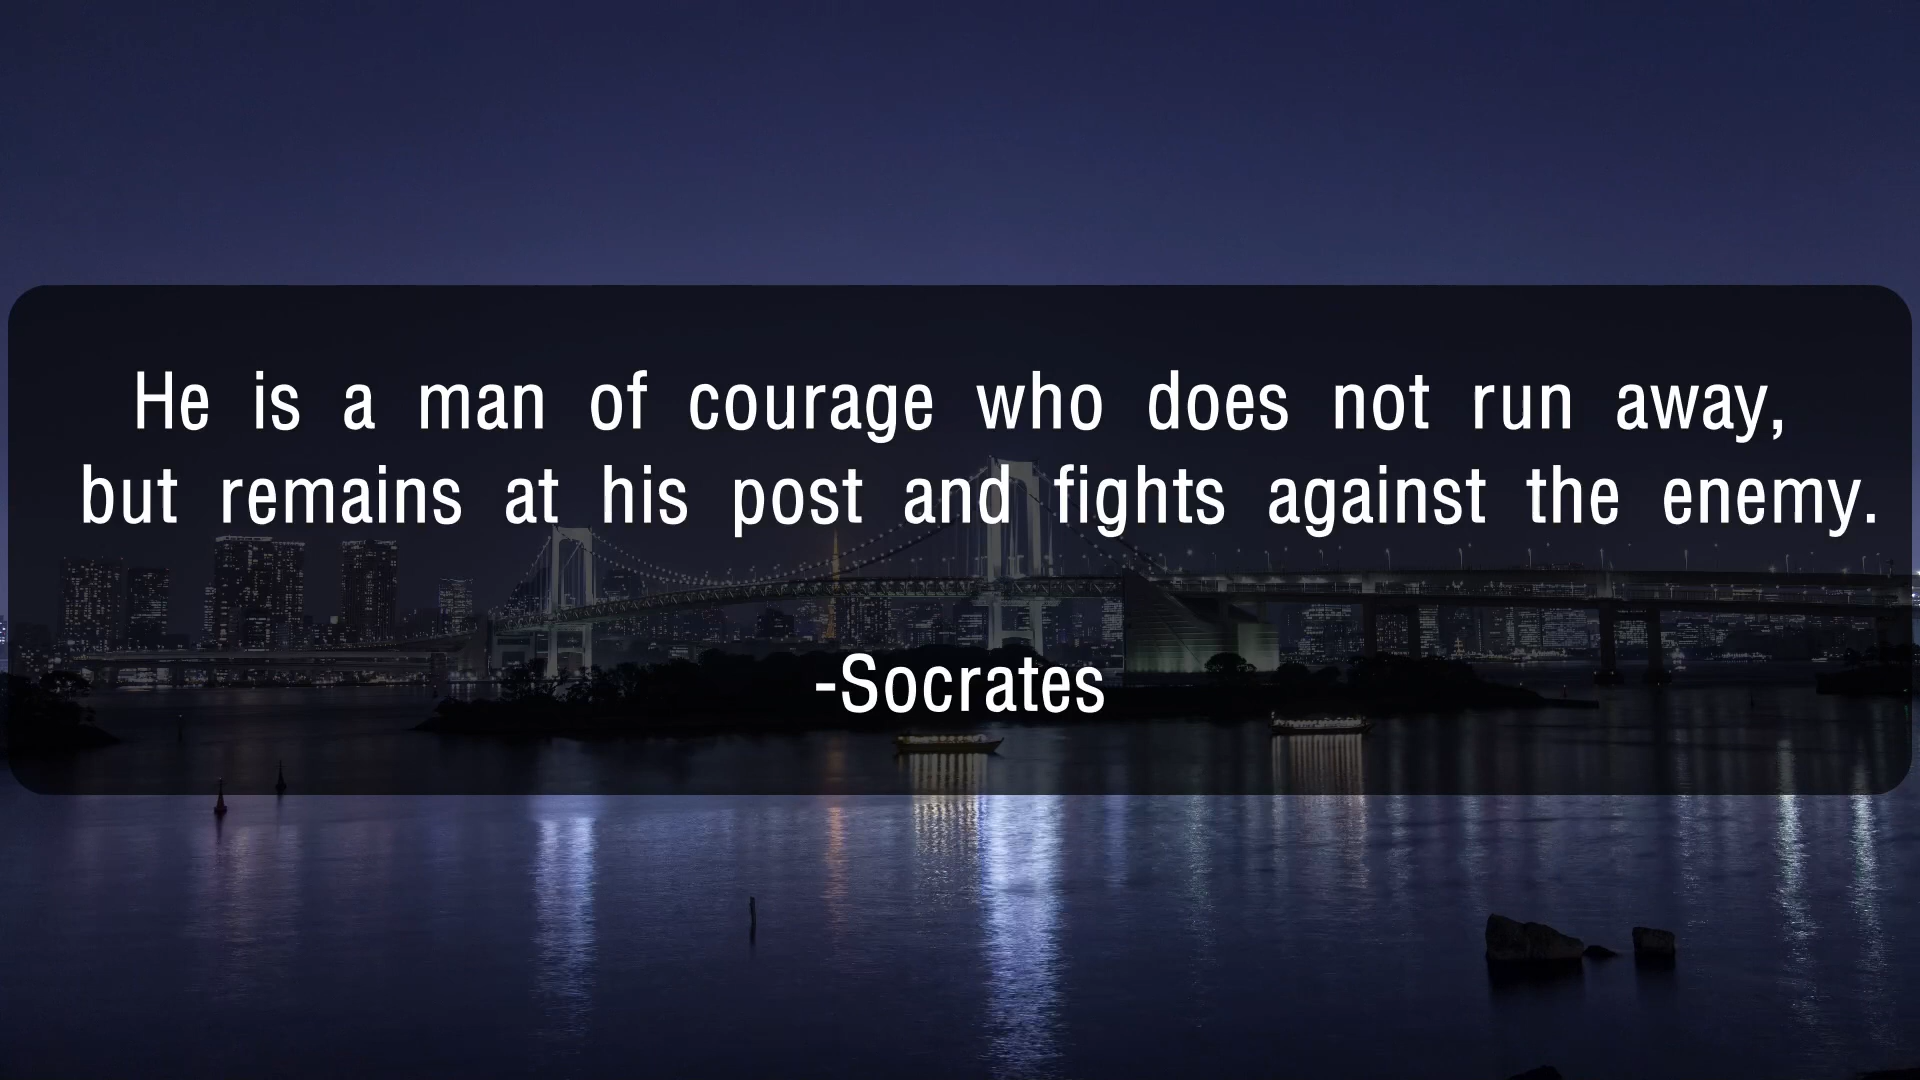 He is a man of courage who does not run away,
but remains at his post and fights against the enemy.
-Socrates